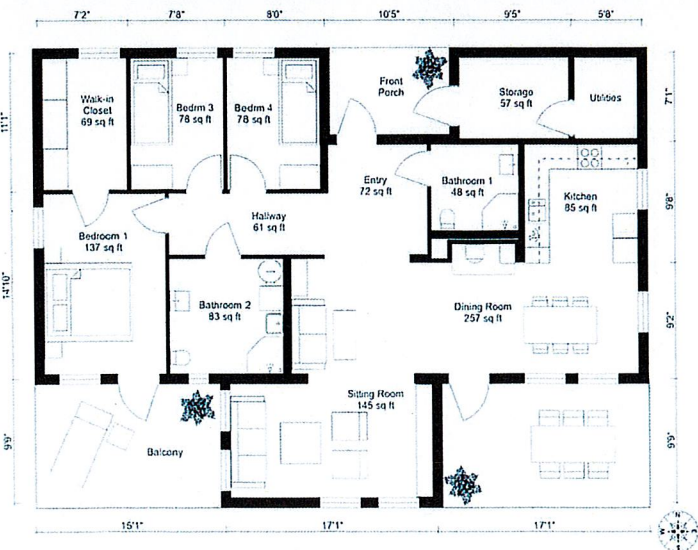 7'2"
7'8"
8'0"
10'5"
9'5"
5'8"
11'1"
14'10"
9'9"
7'1"
9'8"
9'2"
9'9"
Walk-in
Closet
69 sq ft
Bedrm 3
78 sq ft
Bedrm 4
78 sq ft
Front
Porch
Storage
57 sq ft
Utilities
Entry
72 sq ft
Bathroom 1
48 sq ft
Kitchen
85 sq ft
Hallway
61 sq ft
Bedroom 1
137 sq ft
Bathroom 2
83 sq ft
Dining Room
257 sq ft
Sitting Room
145 sq ft
Balcony
15'1"
17'1"
17'1"
N
W
E
S